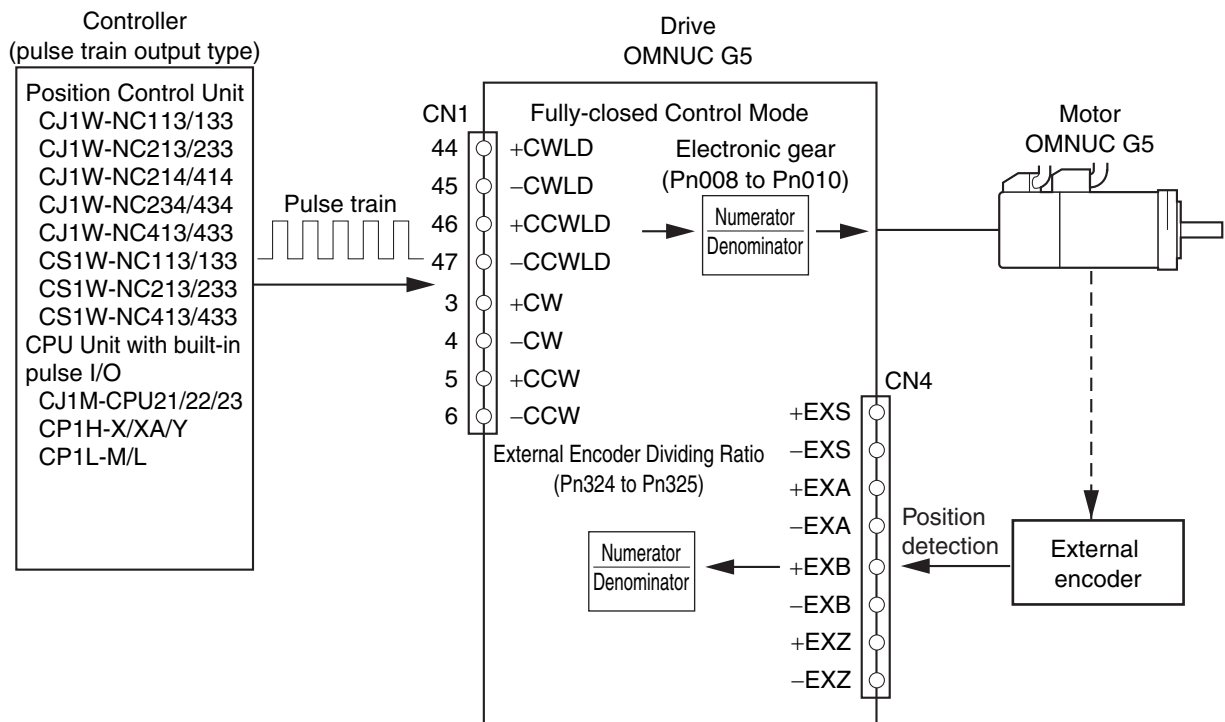 Controller
(pulse train output type)
Position Control Unit
CJ1W-NC113/133
CJ1W-NC213/233
CJ1W-NC214/414
CJ1W-NC234/434
CJ1W-NC413/433
CS1W-NC113/133
CS1W-NC213/233
CS1W-NC413/433
CPU Unit with built-in
pulse I/O
CJ1M-CPU21/22/23
CP1H-X/XA/Y
CP1L-M/L
Pulse train
Drive
OMNUC G5
CN1
Fully-closed Control Mode
44 +CWLD
45 −CWLD
46 +CCWLD
47 −CCWLD
3 +CW
4 −CW
5 +CCW
6 −CCW
Electronic gear
(Pn008 to Pn010)
Numerator
Denominator
Motor
OMNUC G5
External Encoder Dividing Ratio
(Pn324 to Pn325)
Numerator
Denominator
CN4
+EXS
−EXS
+EXA
−EXA
+EXB
−EXB
+EXZ
−EXZ
Position
detection
External
encoder